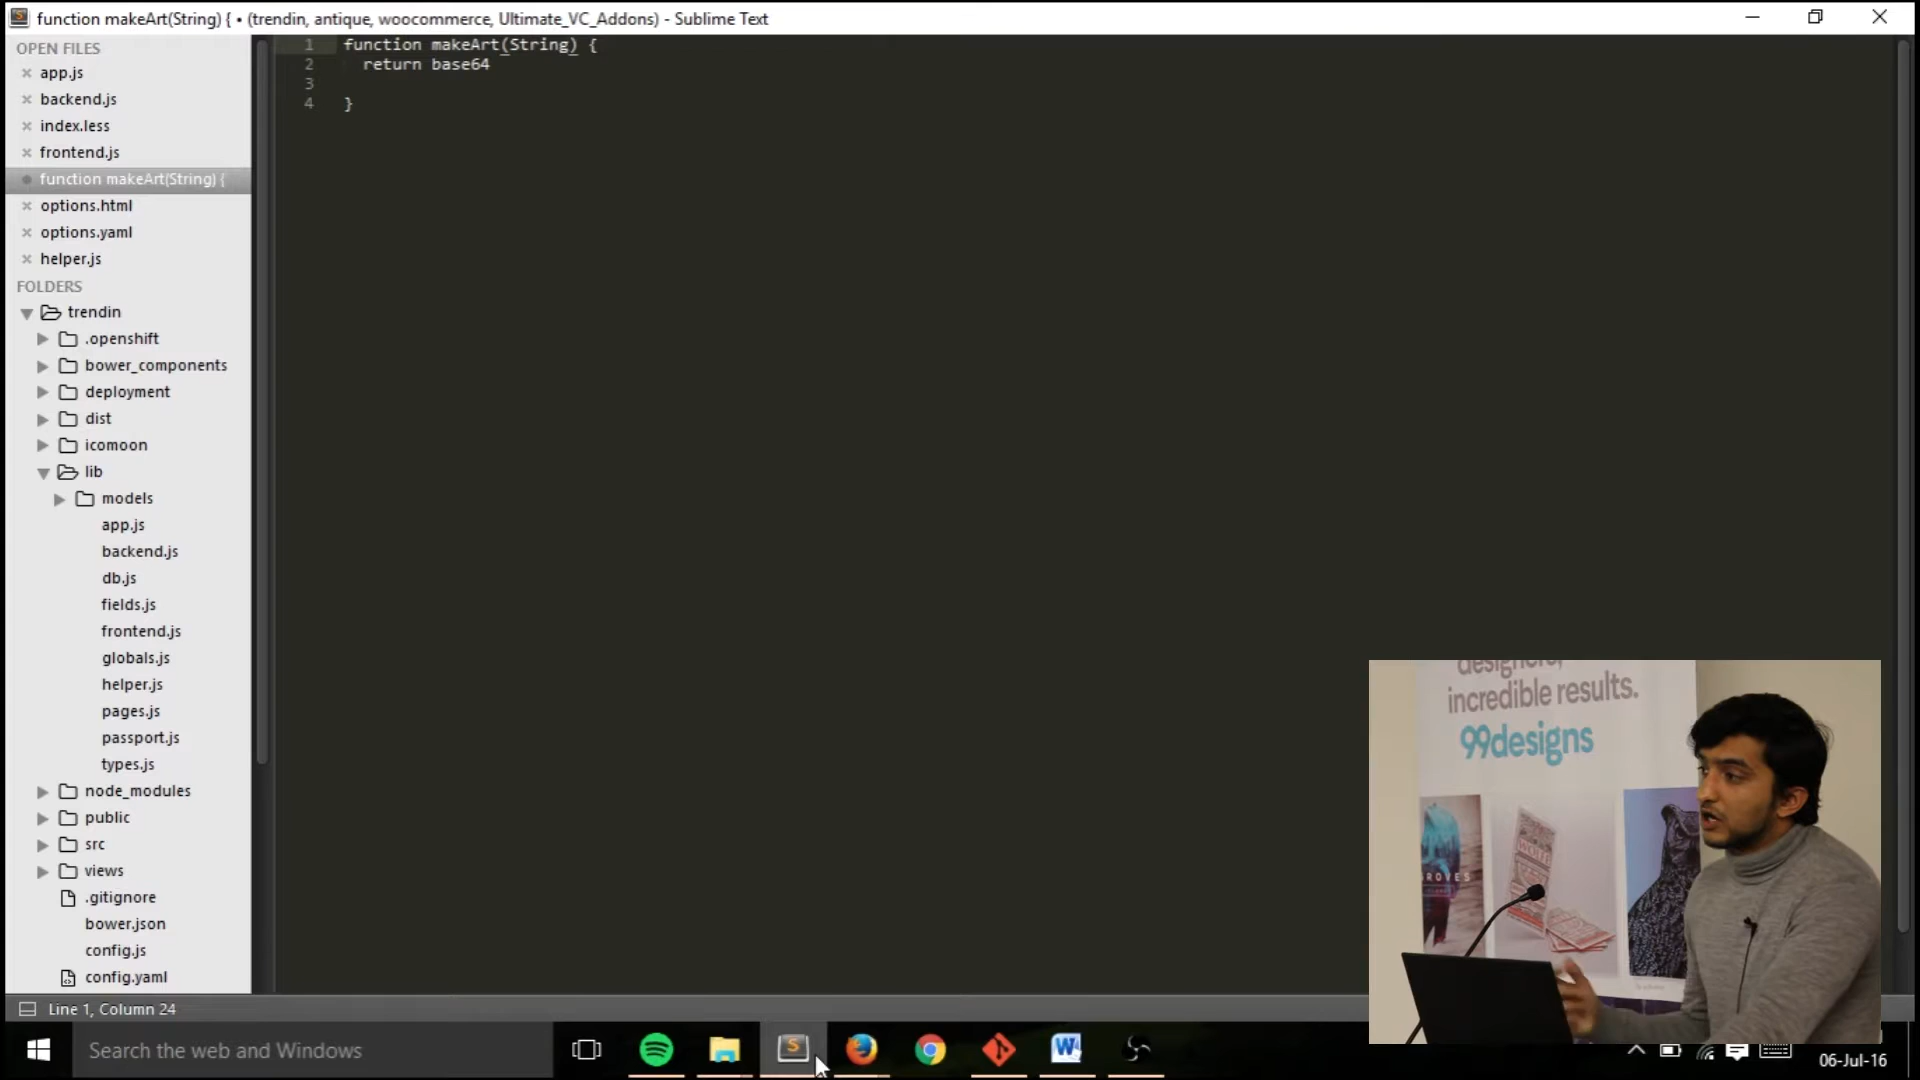 function makeArt(String) { • (trendin, antique, woocommerce, Ultimate_VC_Addons) - Sublime Text
OPEN FILES
app.js
backend.js
index.less
frontend.js
function makeArt(String) {
options.html
options.yaml
helper.js
FOLDERS
trendin
.openshift
bower_components
deployment
dist
icomoon
lib
models
app.js
backend.js
db.js
fields.js
frontend.js
globals.js
helper.js
pages.js
passport.js
types.js
node_modules
public
src
views
.gitignore
bower.json
config.js
config.yaml
1 function makeArt(String) {
2 return base64
3
4 }
designers,
incredible results.
99designs
Line 1, Column 24
Search the web and Windows
06-Jul-16